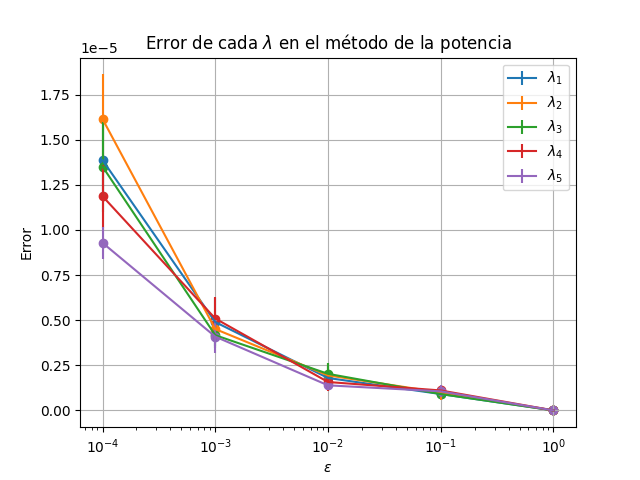 Error de cada λ en el método de la potencia
1e−5
1.75
1.50
1.25
1.00
0.75
0.50
0.25
0.00
Error
10⁻⁴ 10⁻³ 10⁻² 10⁻¹ 10⁰
ε
λ₁
λ₂
λ₃
λ₄
λ₅